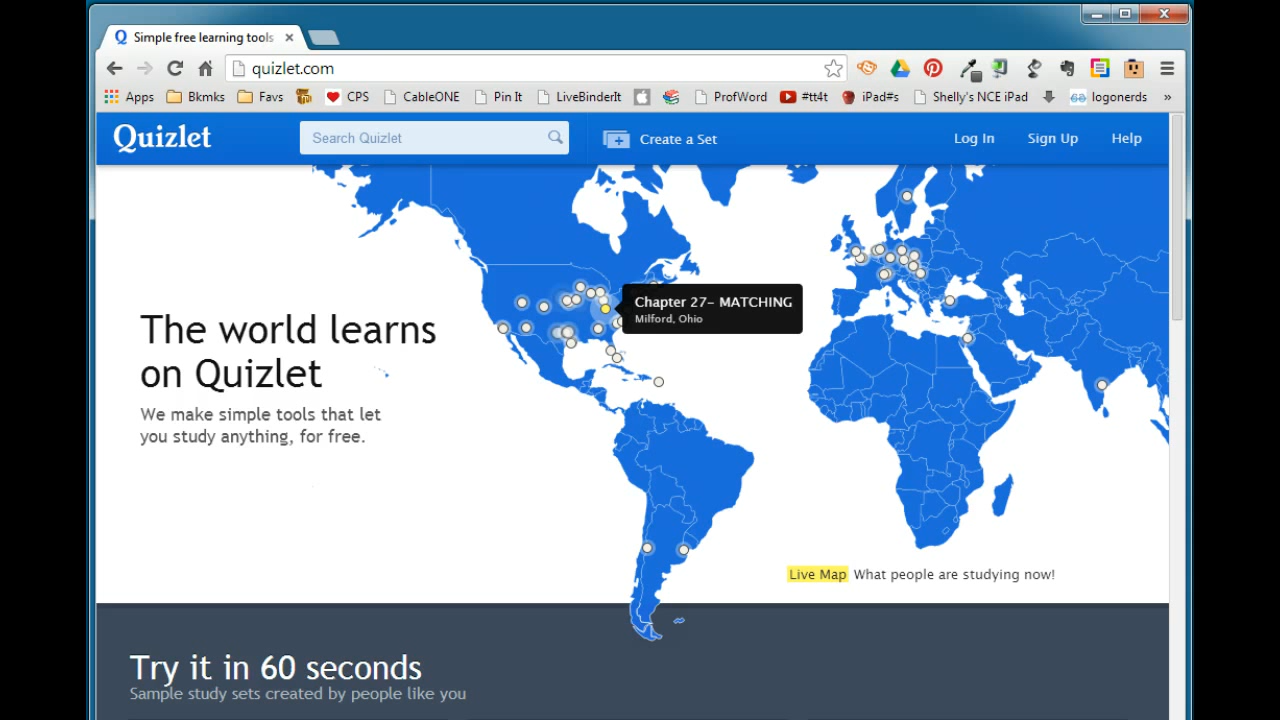 Simple free learning tools
quizlet.com
Apps Bkmks Favs CPS CableONE Pin It LiveBinderIt ProfWord #tt4t iPad#s Shelly's NCE iPad logonerds »
Quizlet Search Quizlet Create a Set Log In Sign Up Help
Chapter 27– MATCHING
Milford, Ohio
The world learns
on Quizlet
We make simple tools that let
you study anything, for free.
Live Map What people are studying now!
Try it in 60 seconds
Sample study sets created by people like you